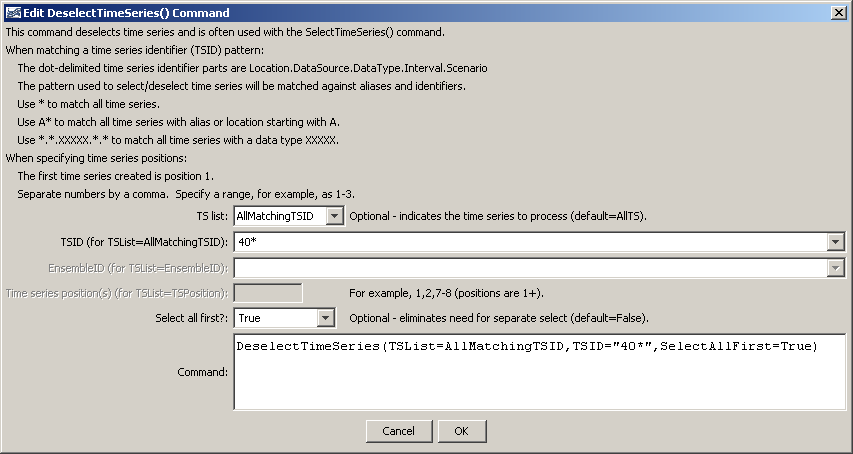 Edit DeselectTimeSeries() Command
This command deselects time series and is often used with the SelectTimeSeries() command.
When matching a time series identifier (TSID) pattern:
The dot-delimited time series identifier parts are Location.DataSource.DataType.Interval.Scenario
The pattern used to select/deselect time series will be matched against aliases and identifiers.
Use * to match all time series.
Use A* to match all time series with alias or location starting with A.
Use *.*.XXXXX.*.* to match all time series with a data type XXXXX.
When specifying time series positions:
The first time series created is position 1.
Separate numbers by a comma.  Specify a range, for example, as 1-3.
TS list: AllMatchingTSID Optional - indicates the time series to process (default=AllTS).
TSID (for TSList=AllMatchingTSID): 40*
EnsembleID (for TSList=EnsembleID):
Time series position(s) (for TSList=TSPosition): For example, 1,2,7-8 (positions are 1+).
Select all first?: True Optional - eliminates need for separate select (default=False).
DeselectTimeSeries(TSList=AllMatchingTSID,TSID="40*",SelectAllFirst=True)
Command:
Cancel OK